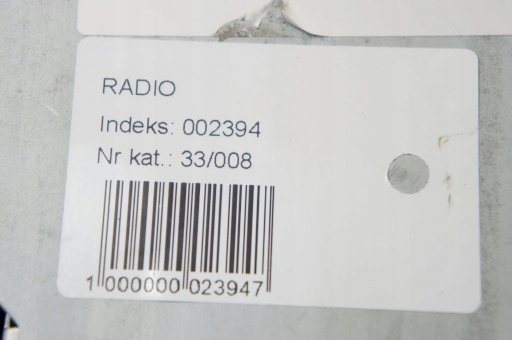 RADIO
Indeks: 002394
Nr kat.: 33/008
1 000000 023947